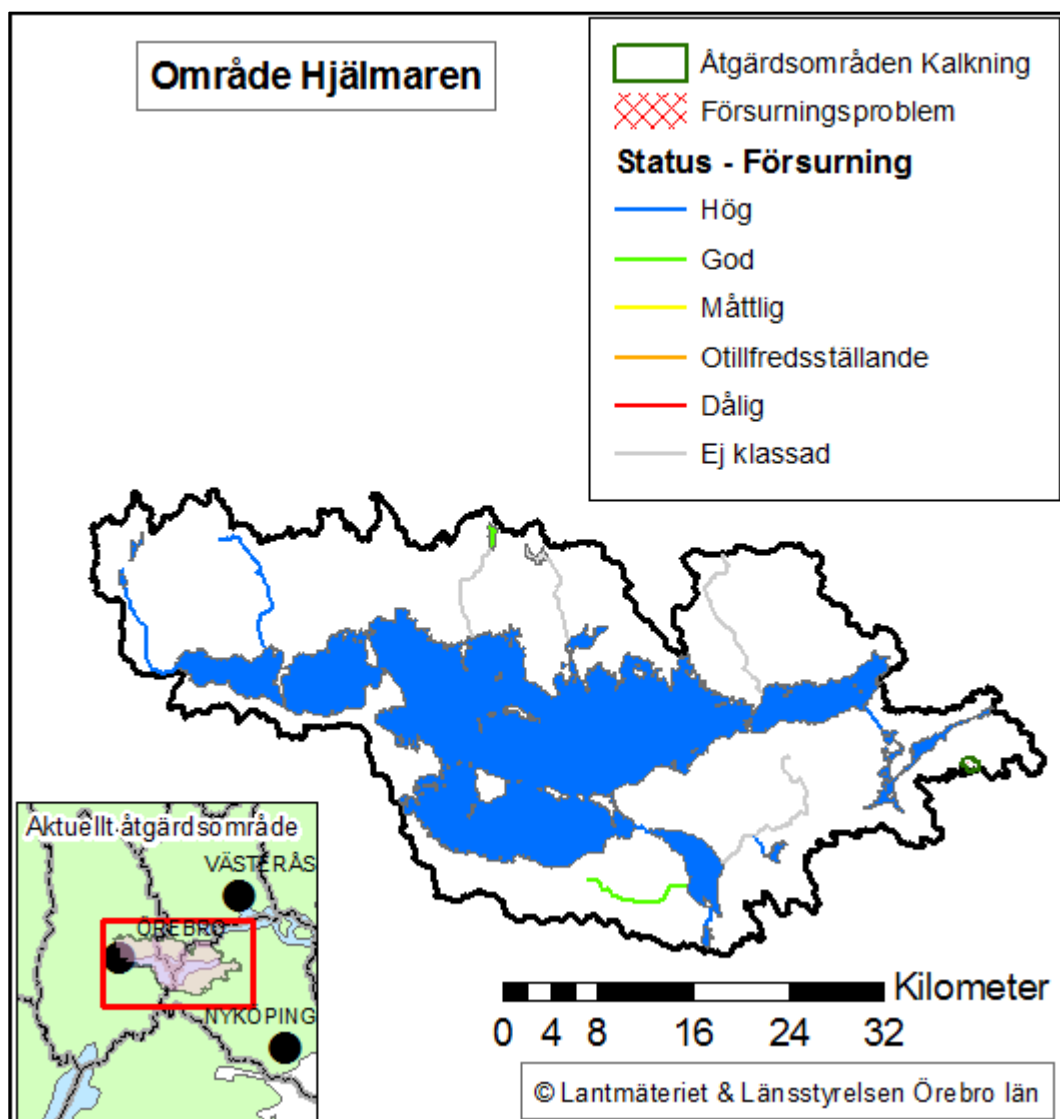 Område Hjälmaren
Åtgärdsområden Kalkning
Försurningsproblem
Status - Försurning
Hög
God
Måttlig
Otillfredsställande
Dålig
Ej klassad
Aktuellt åtgärdsområde
VÄSTERÅS
ÖREBRO
NYKÖPING
Kilometer
0 4 8 16 24 32
© Lantmäteriet & Länsstyrelsen Örebro län